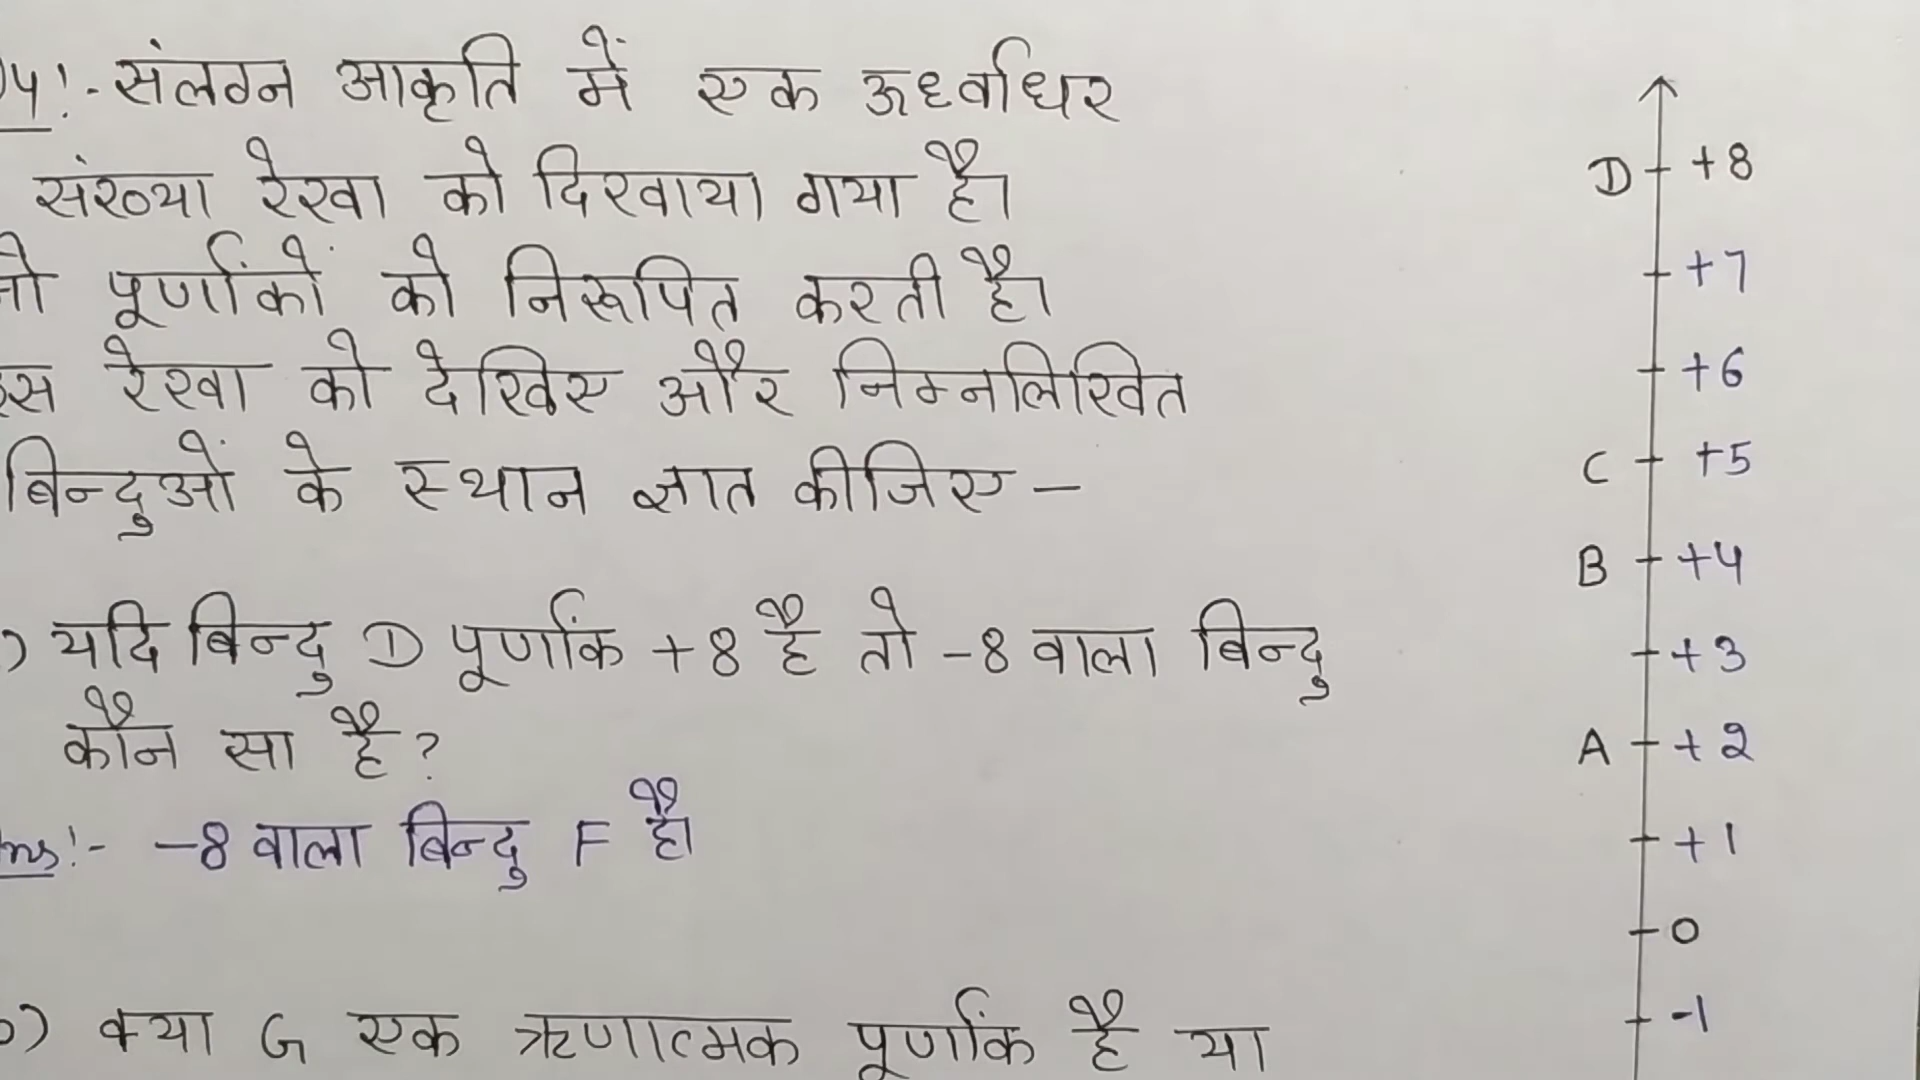 4:- संलग्न आकृति में एक ऊर्ध्वाधर
संख्या रेखा को दिखाया गया है।
पूर्णांकों को निरूपित करती है।
रेखा को देखिए और निम्नलिखित
बिन्दुओं के स्थान ज्ञात कीजिए –
) यदि बिन्दु D पूर्णांक +8 है तो -8 वाला बिन्दु
कौन सा है?
Ans:- -8 वाला बिन्दु F है।
b) क्या G एक ऋणात्मक पूर्णांक है या
D +8
+7
+6
C +5
B +4
+3
A +2
+1
0
-1